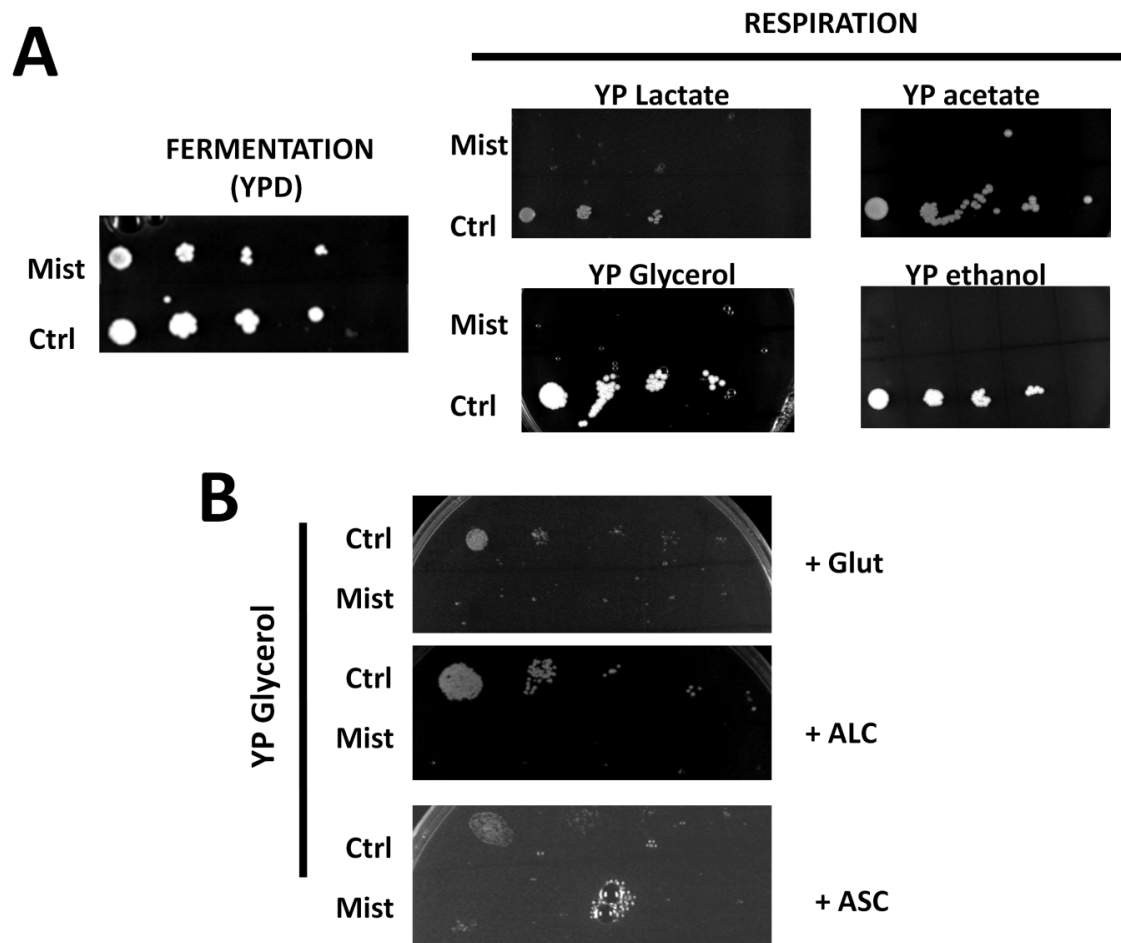 A
RESPIRATION
FERMENTATION
(YPD)
Mist
Ctrl
YP Lactate
YP acetate
Mist
Ctrl
YP Glycerol
YP ethanol
Mist
Ctrl
B
YP Glycerol
Ctrl
Mist
+ Glut
Ctrl
Mist
+ ALC
Ctrl
Mist
+ ASC